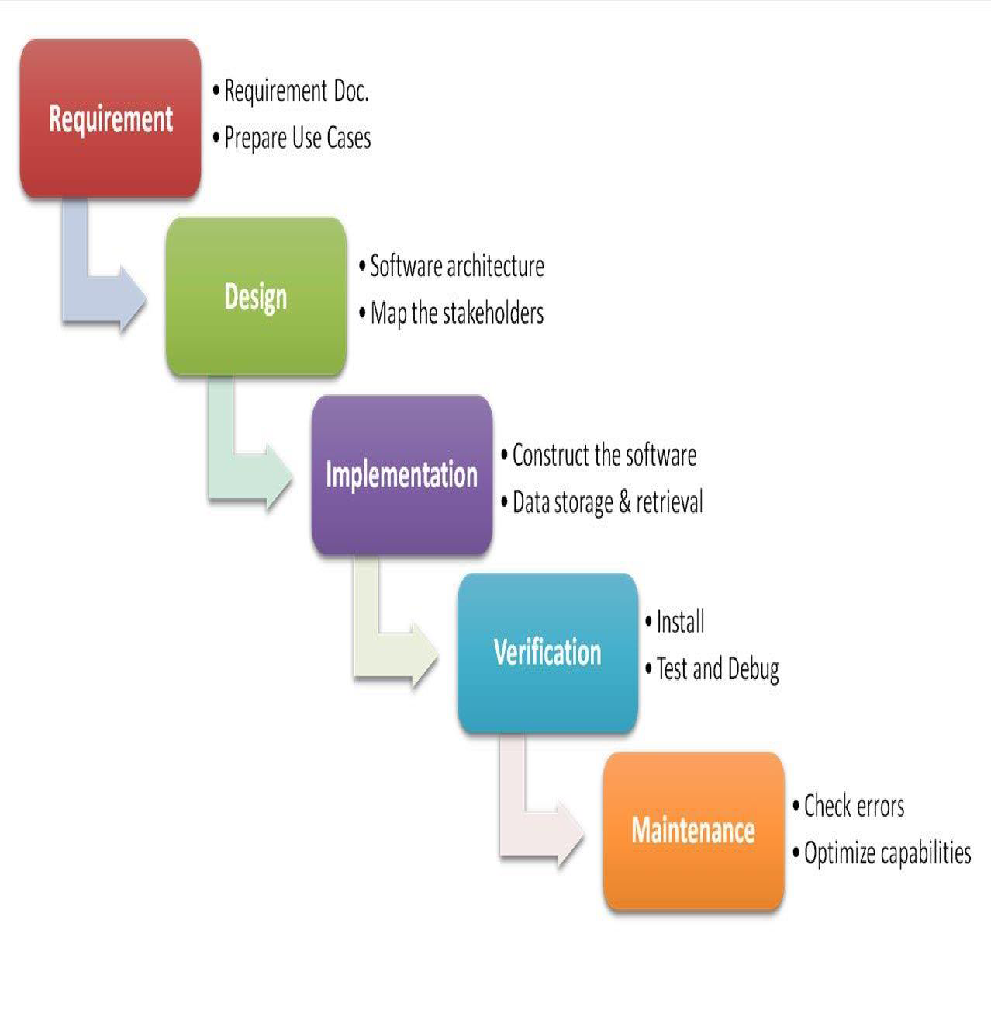 Requirement
• Requirement Doc.
• Prepare Use Cases
Design
• Software architecture
• Map the stakeholders
Implementation
• Construct the software
• Data storage & retrieval
Verification
• Install
• Test and Debug
Maintenance
• Check errors
• Optimize capabilities